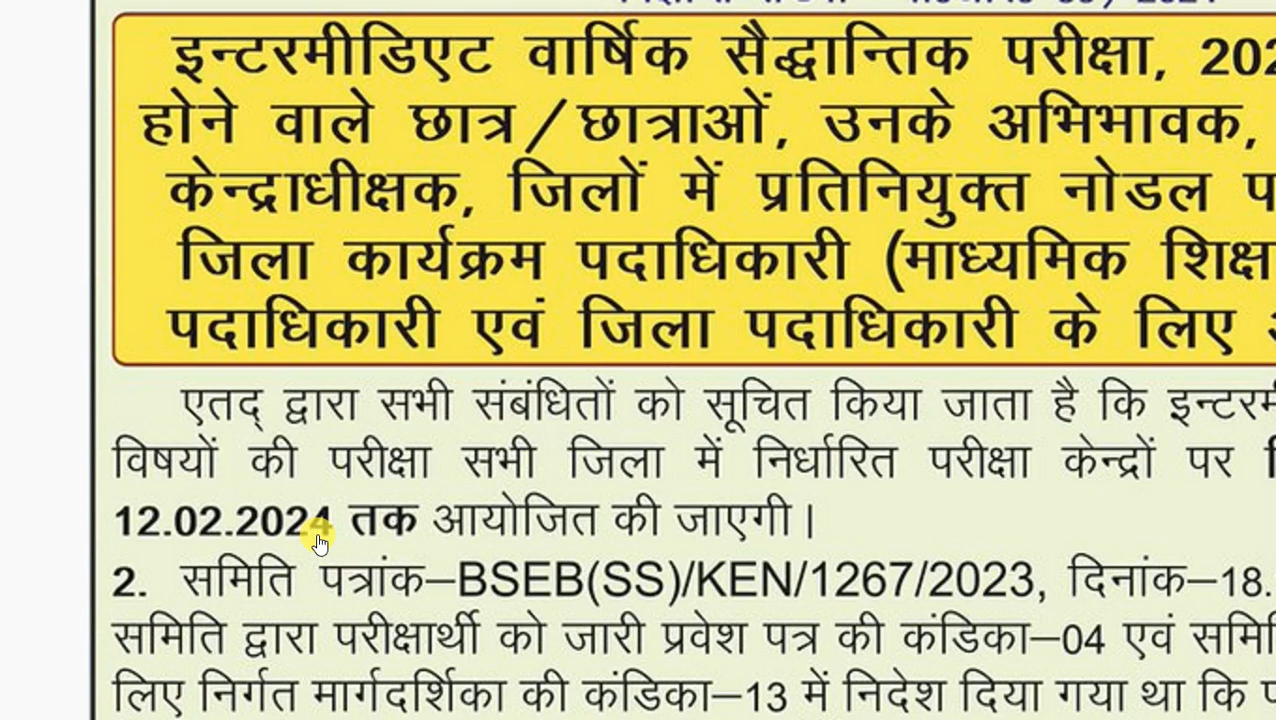 इन्टरमीडिएट वार्षिक सैद्धान्तिक परीक्षा, 202
होने वाले छात्र/छात्राओं, उनके अभिभावक,
केन्द्राधीक्षक, जिलों में प्रतिनियुक्त नोडल प
जिला कार्यक्रम पदाधिकारी (माध्यमिक शिक्ष
पदाधिकारी एवं जिला पदाधिकारी के लिए
एतद् द्वारा सभी संबंधितों को सूचित किया जाता है कि इन्टरमी
विषयों की परीक्षा सभी जिला में निर्धारित परीक्षा केन्द्रों पर
12.02.2024 तक आयोजित की जाएगी।
2. समिति पत्रांक–BSEB(SS)/KEN/1267/2023, दिनांक–18.
समिति द्वारा परीक्षार्थी को जारी प्रवेश पत्र की कंडिका–04 एवं समि
लिए निर्गत मार्गदर्शिका की कंडिका–13 में निदेश दिया गया था कि प